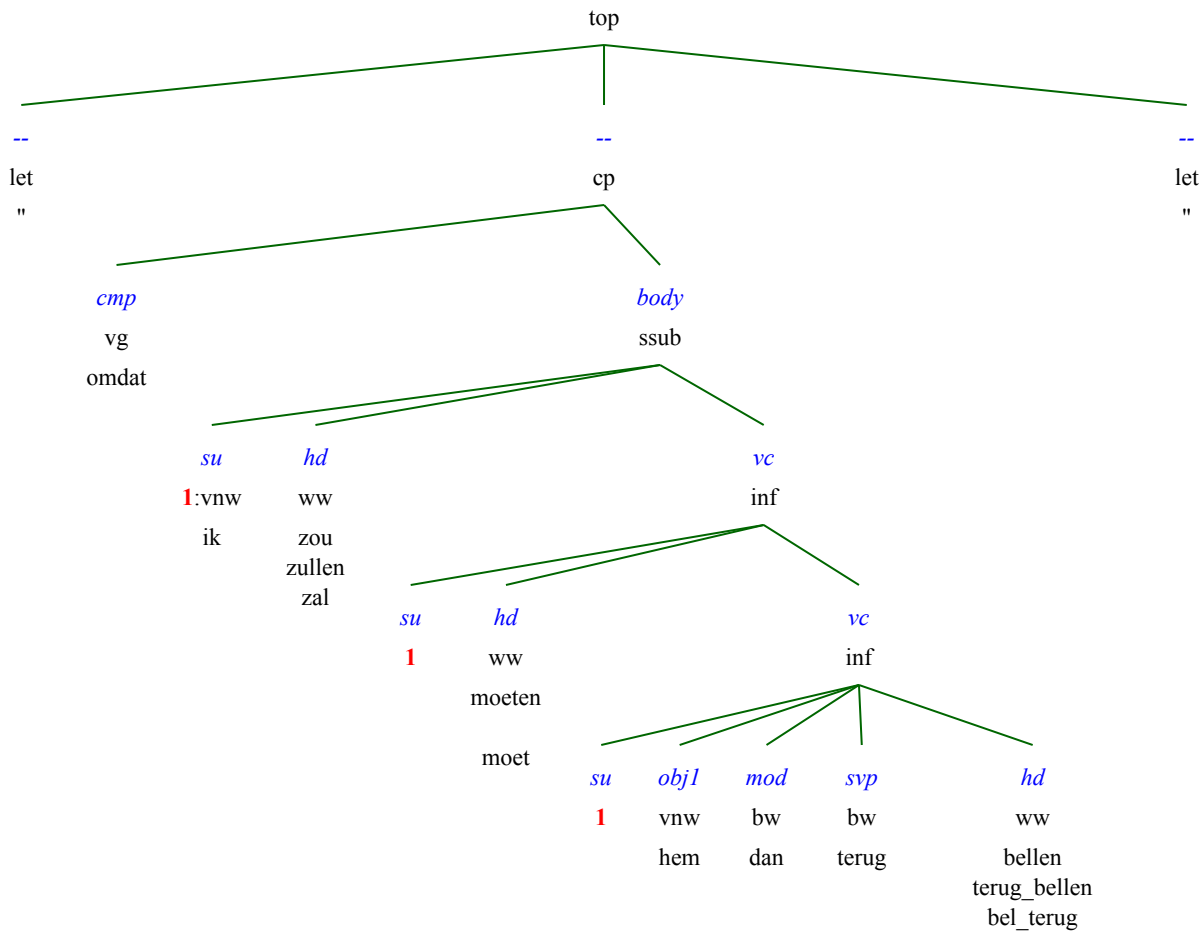 top
-- -- --
let cp let
" "
cmp body
vg ssub
omdat
su hd vc
1:vnw ww inf
ik zou
zullen
zal
su hd vc
1 ww inf
moeten
moet
su obj1 mod svp hd
1 vnw bw bw ww
hem dan terug bellen
terug_bellen
bel_terug